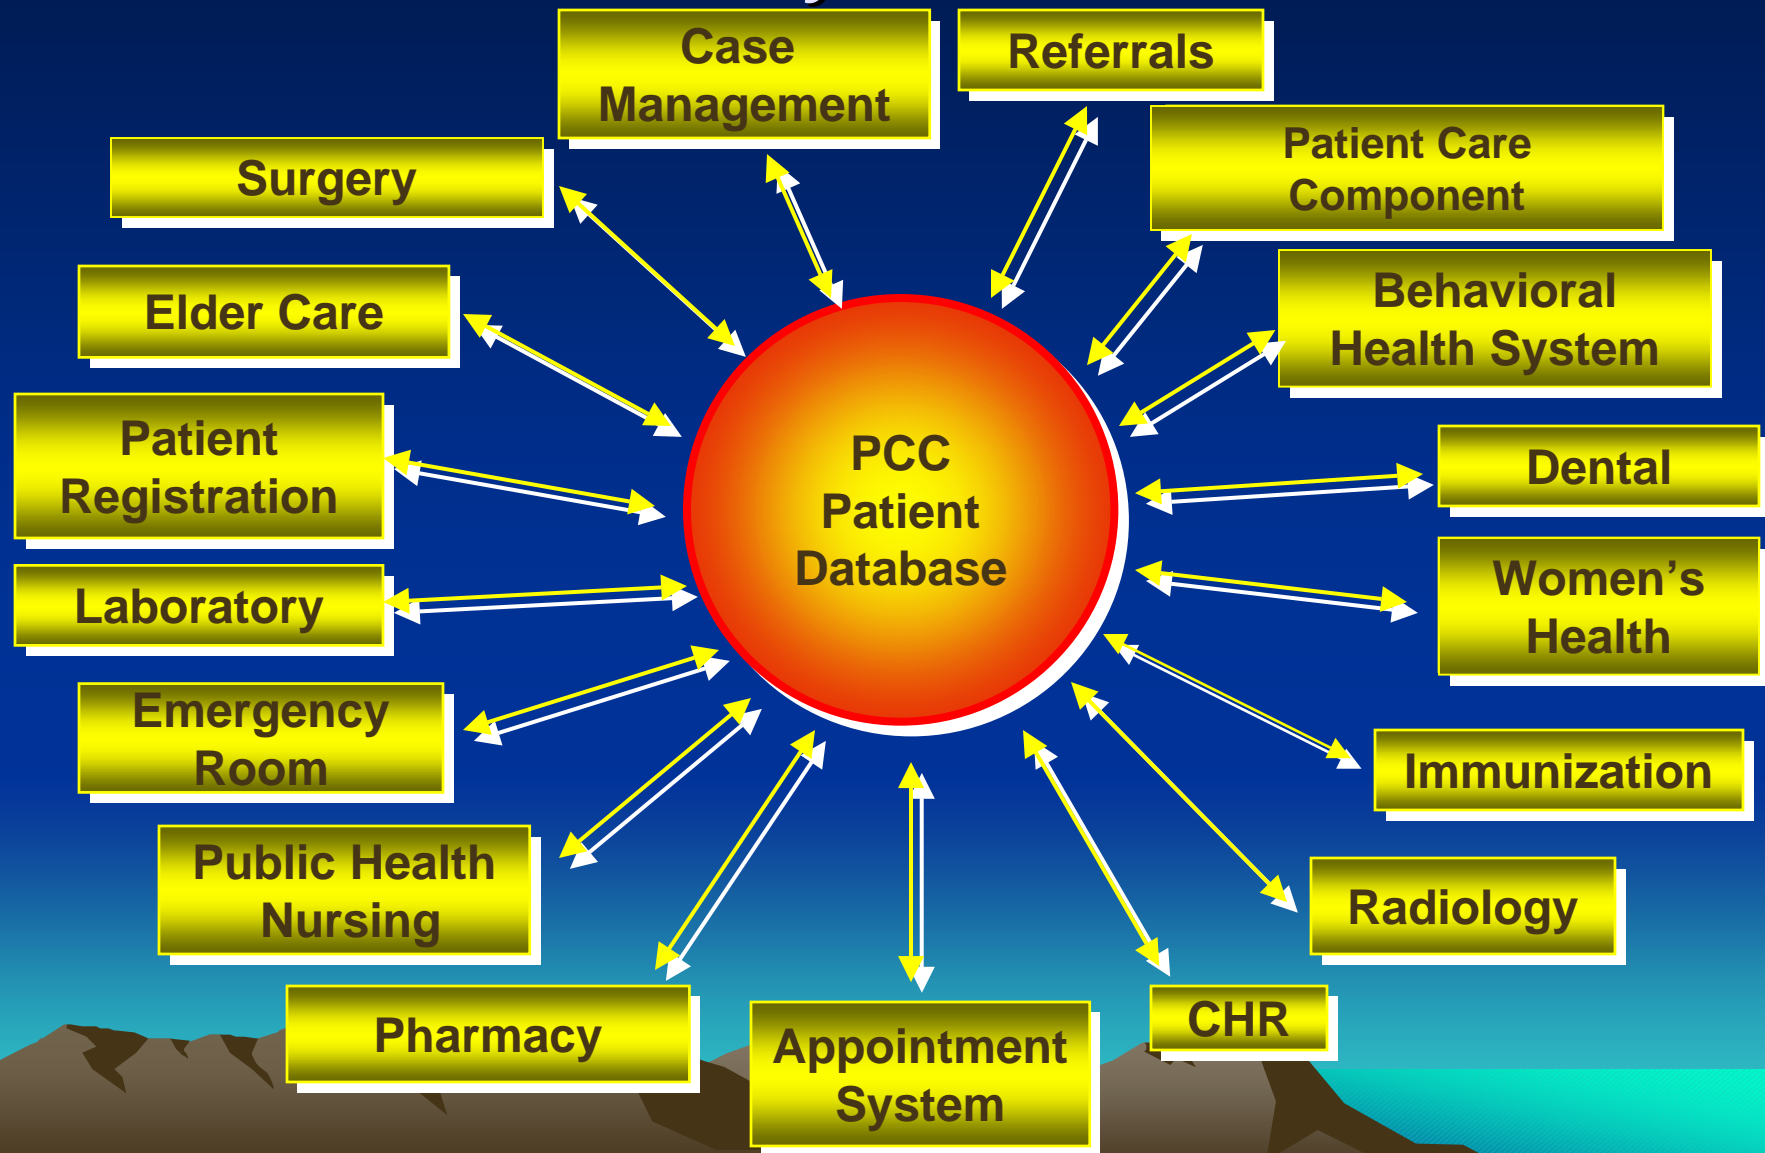 Case
Management
Referrals
Patient Care
Component
Surgery
Behavioral
Health System
Elder Care
Patient
Registration
PCC
Patient
Database
Dental
Women’s
Health
Laboratory
Emergency
Room
Immunization
Public Health
Nursing
Radiology
Pharmacy
Appointment
System
CHR